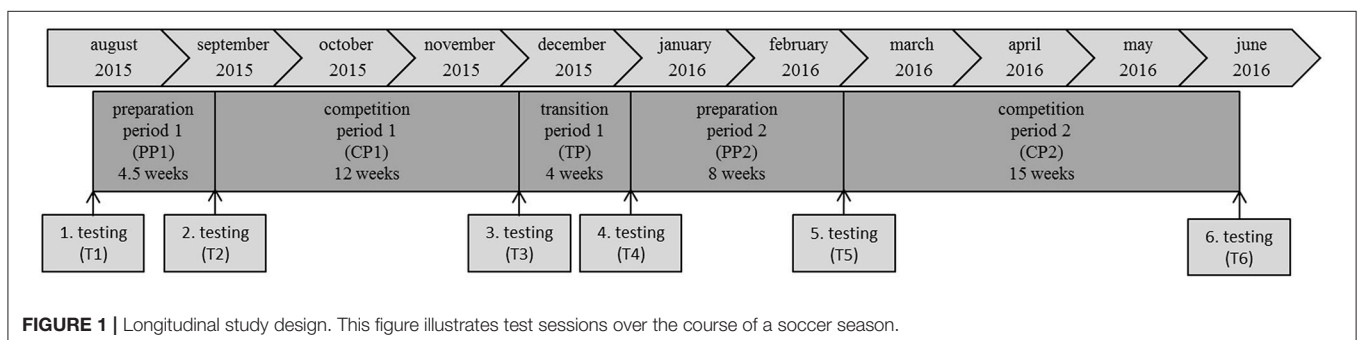 august
2015
september
2015
october
2015
november
2015
december
2015
january
2016
february
2016
march
2016
april
2016
may
2016
june
2016
preparation
period 1
(PP1)
4.5 weeks
competition
period 1
(CP1)
12 weeks
transition
period 1
(TP)
4 weeks
preparation
period 2
(PP2)
8 weeks
competition
period 2
(CP2)
15 weeks
1. testing
(T1)
2. testing
(T2)
3. testing
(T3)
4. testing
(T4)
5. testing
(T5)
6. testing
(T6)
FIGURE 1 | Longitudinal study design. This figure illustrates test sessions over the course of a soccer season.